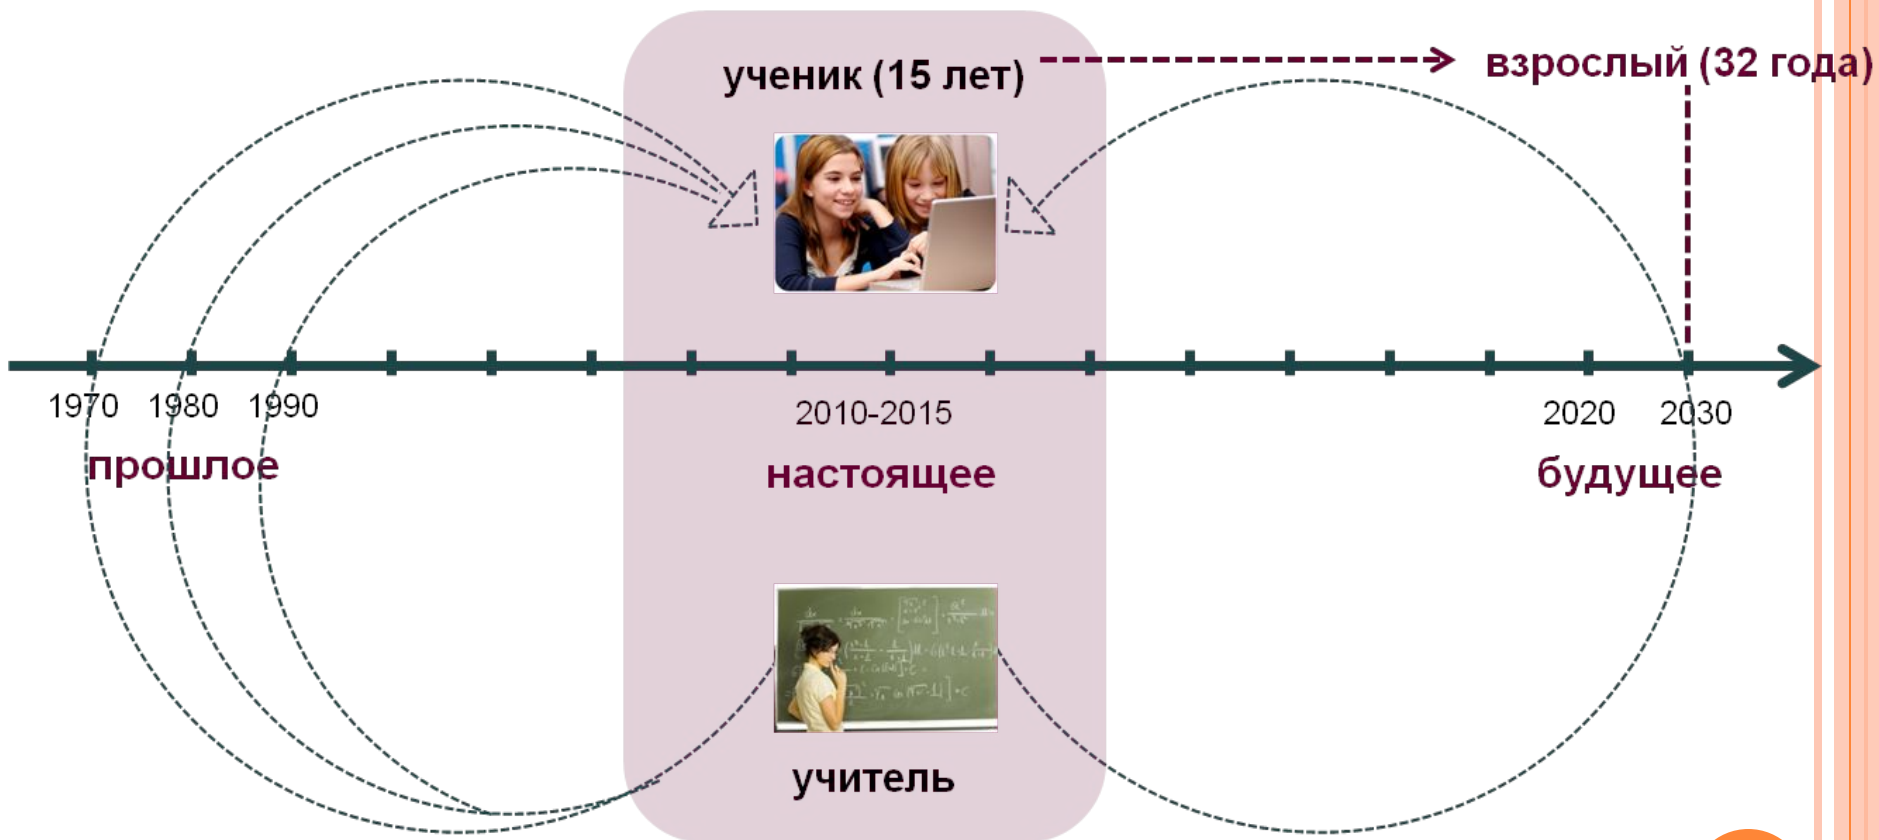 ученик (15 лет)
взрослый (32 года)
1970 1980 1990 2010-2015 2020 2030
прошлое настоящее будущее
учитель